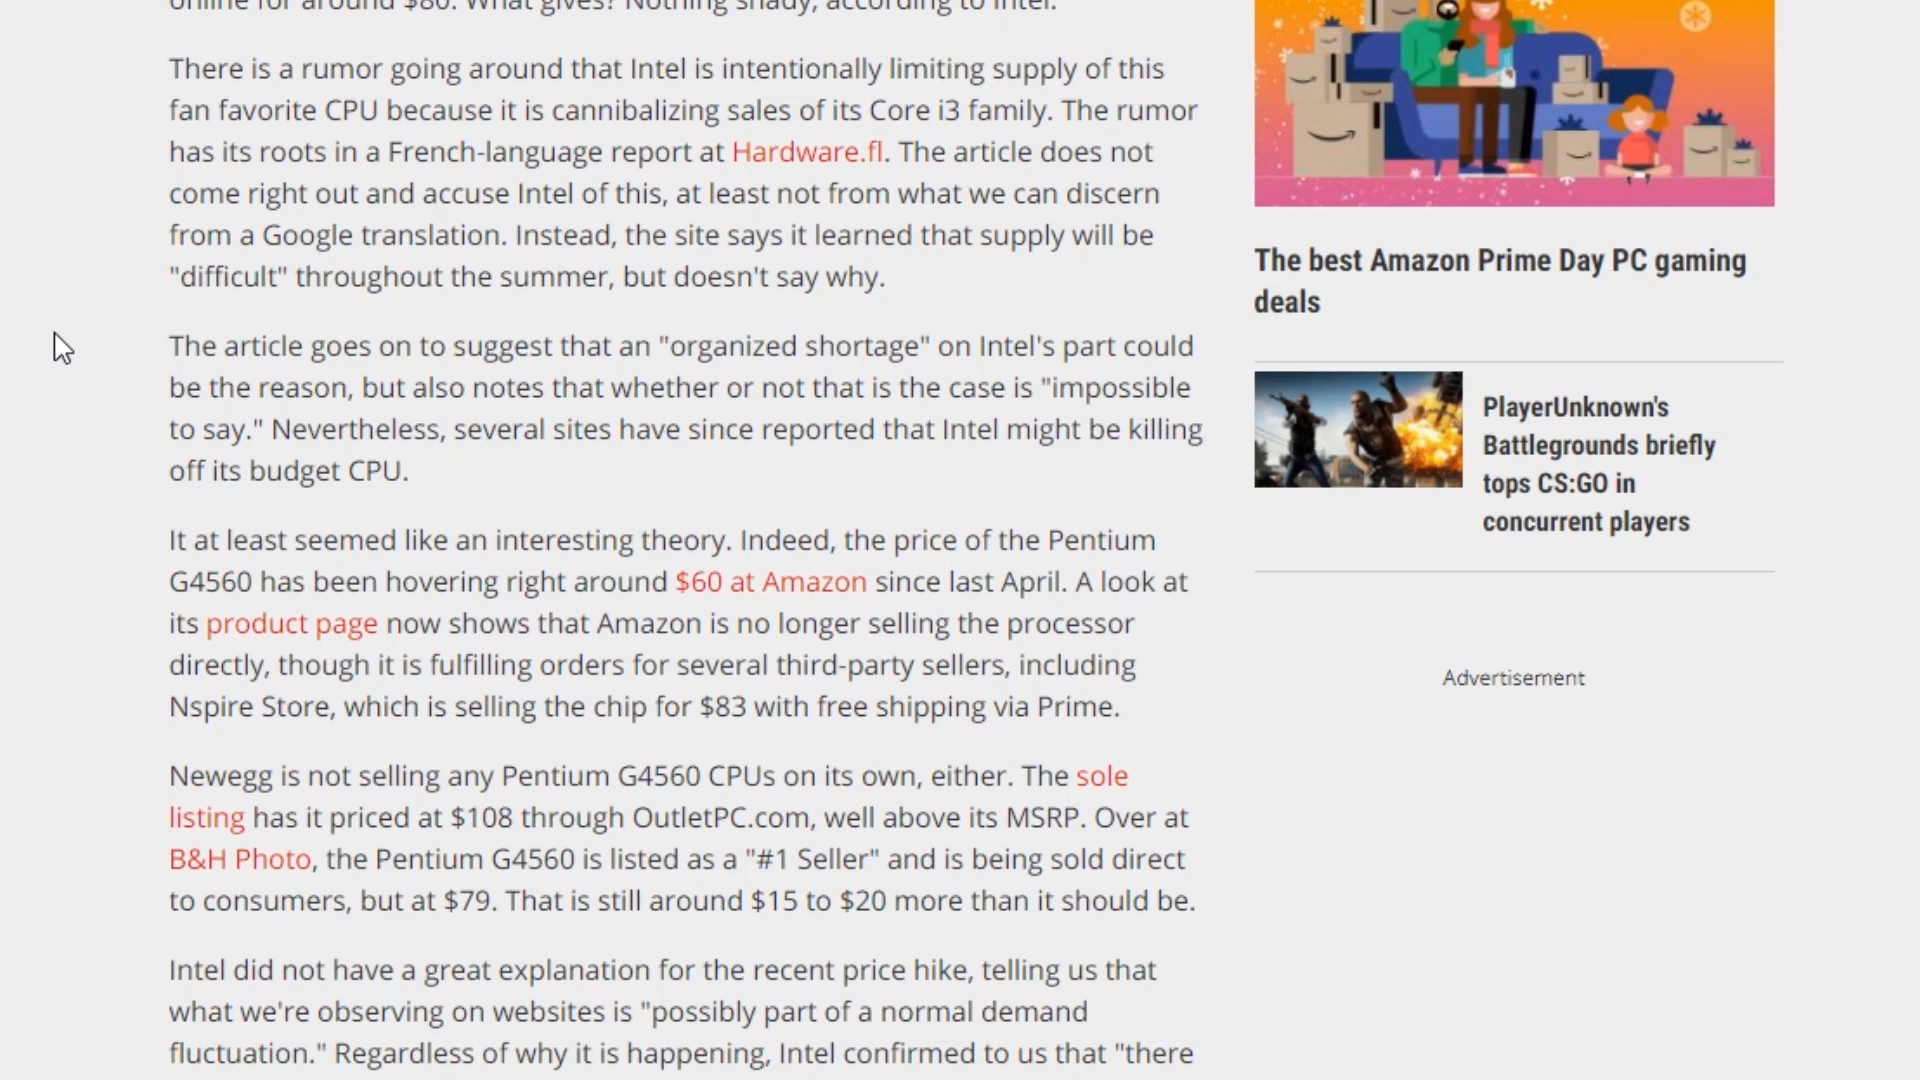 online for around $80. What gives? Nothing shady, according to Intel.
There is a rumor going around that Intel is intentionally limiting supply of this
fan favorite CPU because it is cannibalizing sales of its Core i3 family. The rumor
has its roots in a French-language report at Hardware.fl. The article does not
come right out and accuse Intel of this, at least not from what we can discern
from a Google translation. Instead, the site says it learned that supply will be
"difficult" throughout the summer, but doesn't say why.
The article goes on to suggest that an "organized shortage" on Intel's part could
be the reason, but also notes that whether or not that is the case is "impossible
to say." Nevertheless, several sites have since reported that Intel might be killing
off its budget CPU.
It at least seemed like an interesting theory. Indeed, the price of the Pentium
G4560 has been hovering right around $60 at Amazon since last April. A look at
its product page now shows that Amazon is no longer selling the processor
directly, though it is fulfilling orders for several third-party sellers, including
Nspire Store, which is selling the chip for $83 with free shipping via Prime.
Newegg is not selling any Pentium G4560 CPUs on its own, either. The sole
listing has it priced at $108 through OutletPC.com, well above its MSRP. Over at
B&H Photo, the Pentium G4560 is listed as a "#1 Seller" and is being sold direct
to consumers, but at $79. That is still around $15 to $20 more than it should be.
Intel did not have a great explanation for the recent price hike, telling us that
what we're observing on websites is "possibly part of a normal demand
fluctuation." Regardless of why it is happening, Intel confirmed to us that "there
The best Amazon Prime Day PC gaming
deals
PlayerUnknown's
Battlegrounds briefly
tops CS:GO in
concurrent players
Advertisement